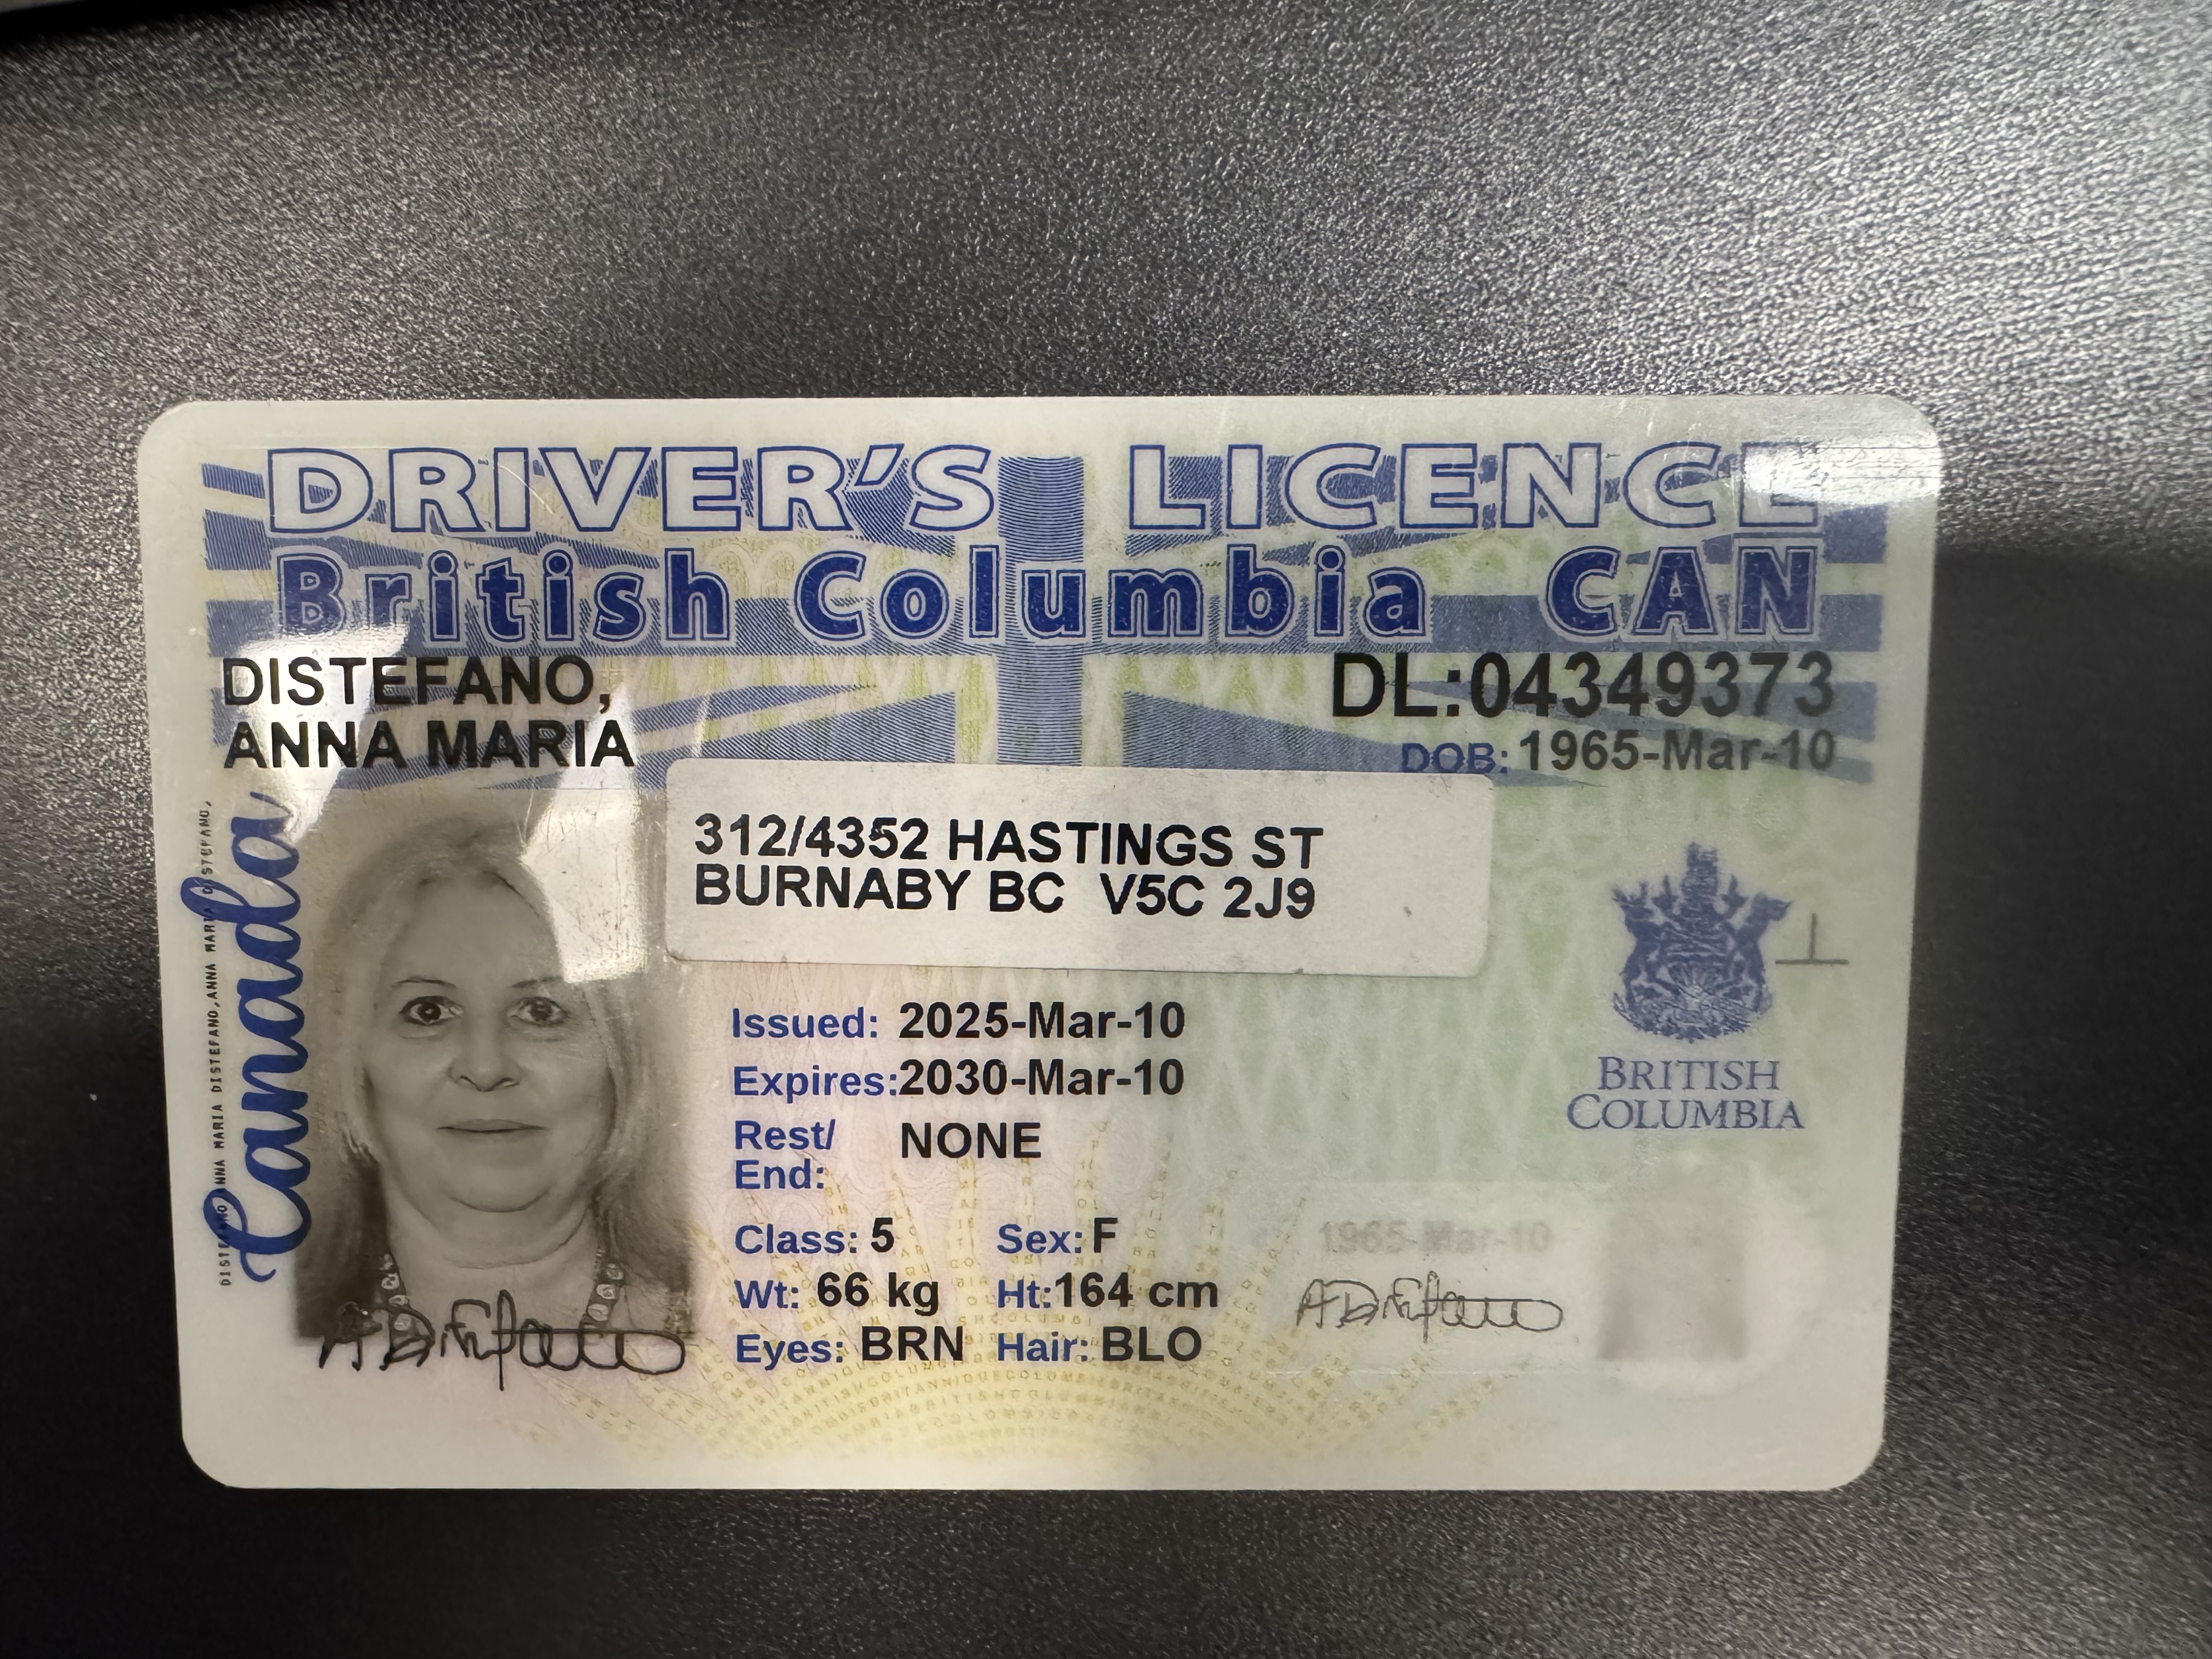 DRIVER'S LICENCE
British Columbia CAN
DISTEFANO,
ANNA MARIA
DL:04349373
DOB: 1965-Mar-10
312/4352 HASTINGS ST
BURNABY BC V5C 2J9
Canada
Issued: 2025-Mar-10
Expires:2030-Mar-10
Rest/ NONE
End:
Class: 5 Sex: F
Wt: 66 kg Ht:164 cm
Eyes: BRN Hair: BLO
BRITISH
COLUMBIA
1965-Mar-10